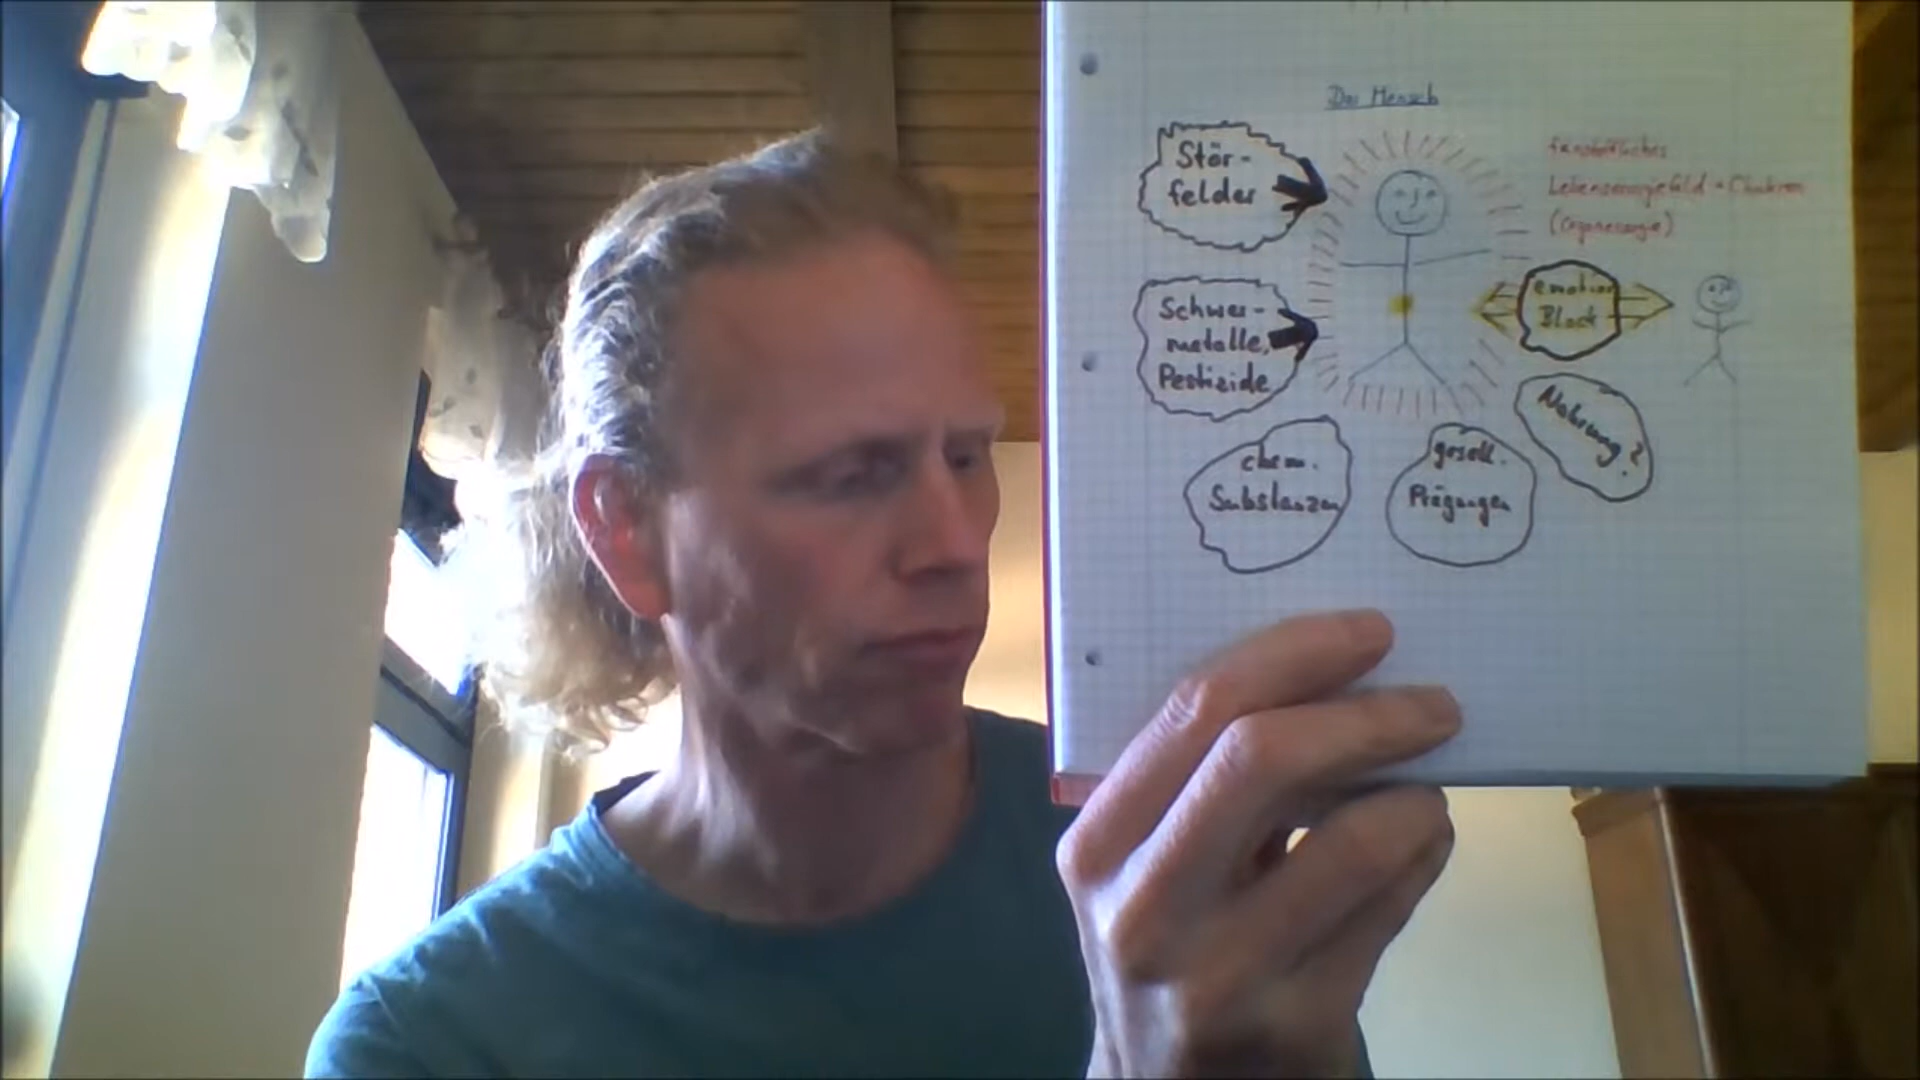 Der Mensch
Stör-
felder
feinstoffliches
Lebensenergiefeld + Chakren
(Orgonenergie)
Schwer-
metalle,
Pestizide
emotion
Block
Nahrung?
chem.
Substanzen
gesell.
Prägungen